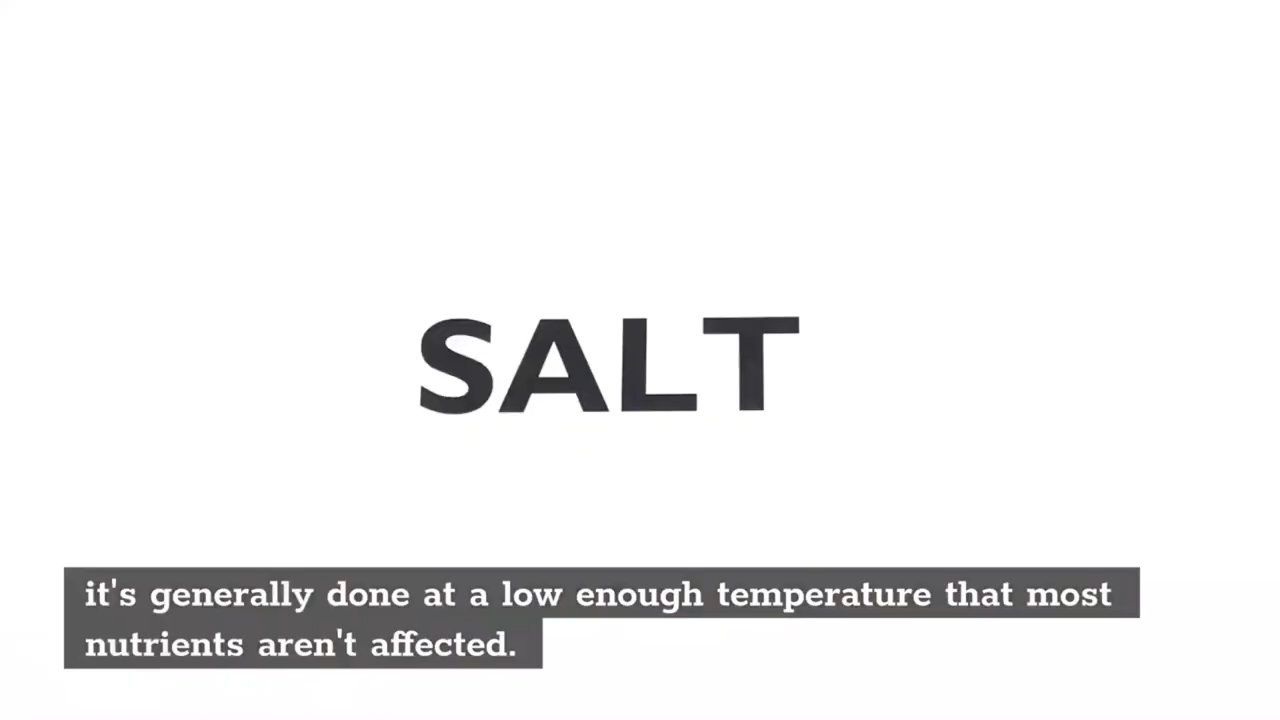 SALT
it's generally done at a low enough temperature that most
nutrients aren't affected.